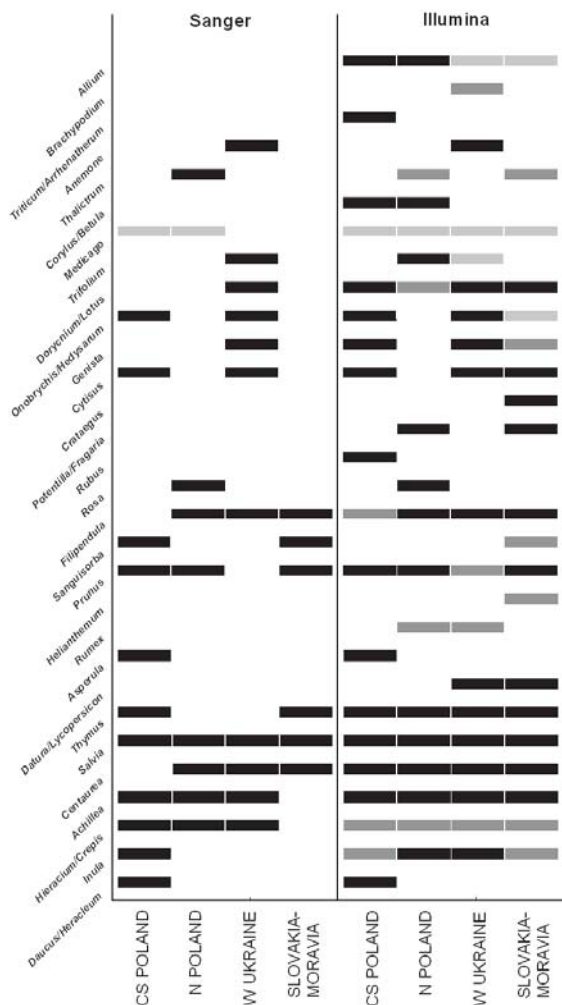 Sanger
Illumina
Allium
Brachypodium
Triticum/Arrhenatherum
Anemone
Thalictrum
Corylus/Betula
Medicago
Trifolium
Dorycnium/Lotus
Onobrychis/Hedysarum
Genista
Cytisus
Crataegus
Potentilla/Fragaria
Rubus
Rosa
Filipendula
Sanguisorba
Prunus
Helianthemum
Rumex
Asperula
Datura/Lycopersicon
Thymus
Salvia
Centaurea
Achillea
Hieracium/Crepis
Inula
Daucus/Heracleum
CS POLAND
N POLAND
W UKRAINE
SLOVAKIA-
MORAVIA
CS POLAND
N POLAND
W UKRAINE
SLOVAKIA-
MORAVIA